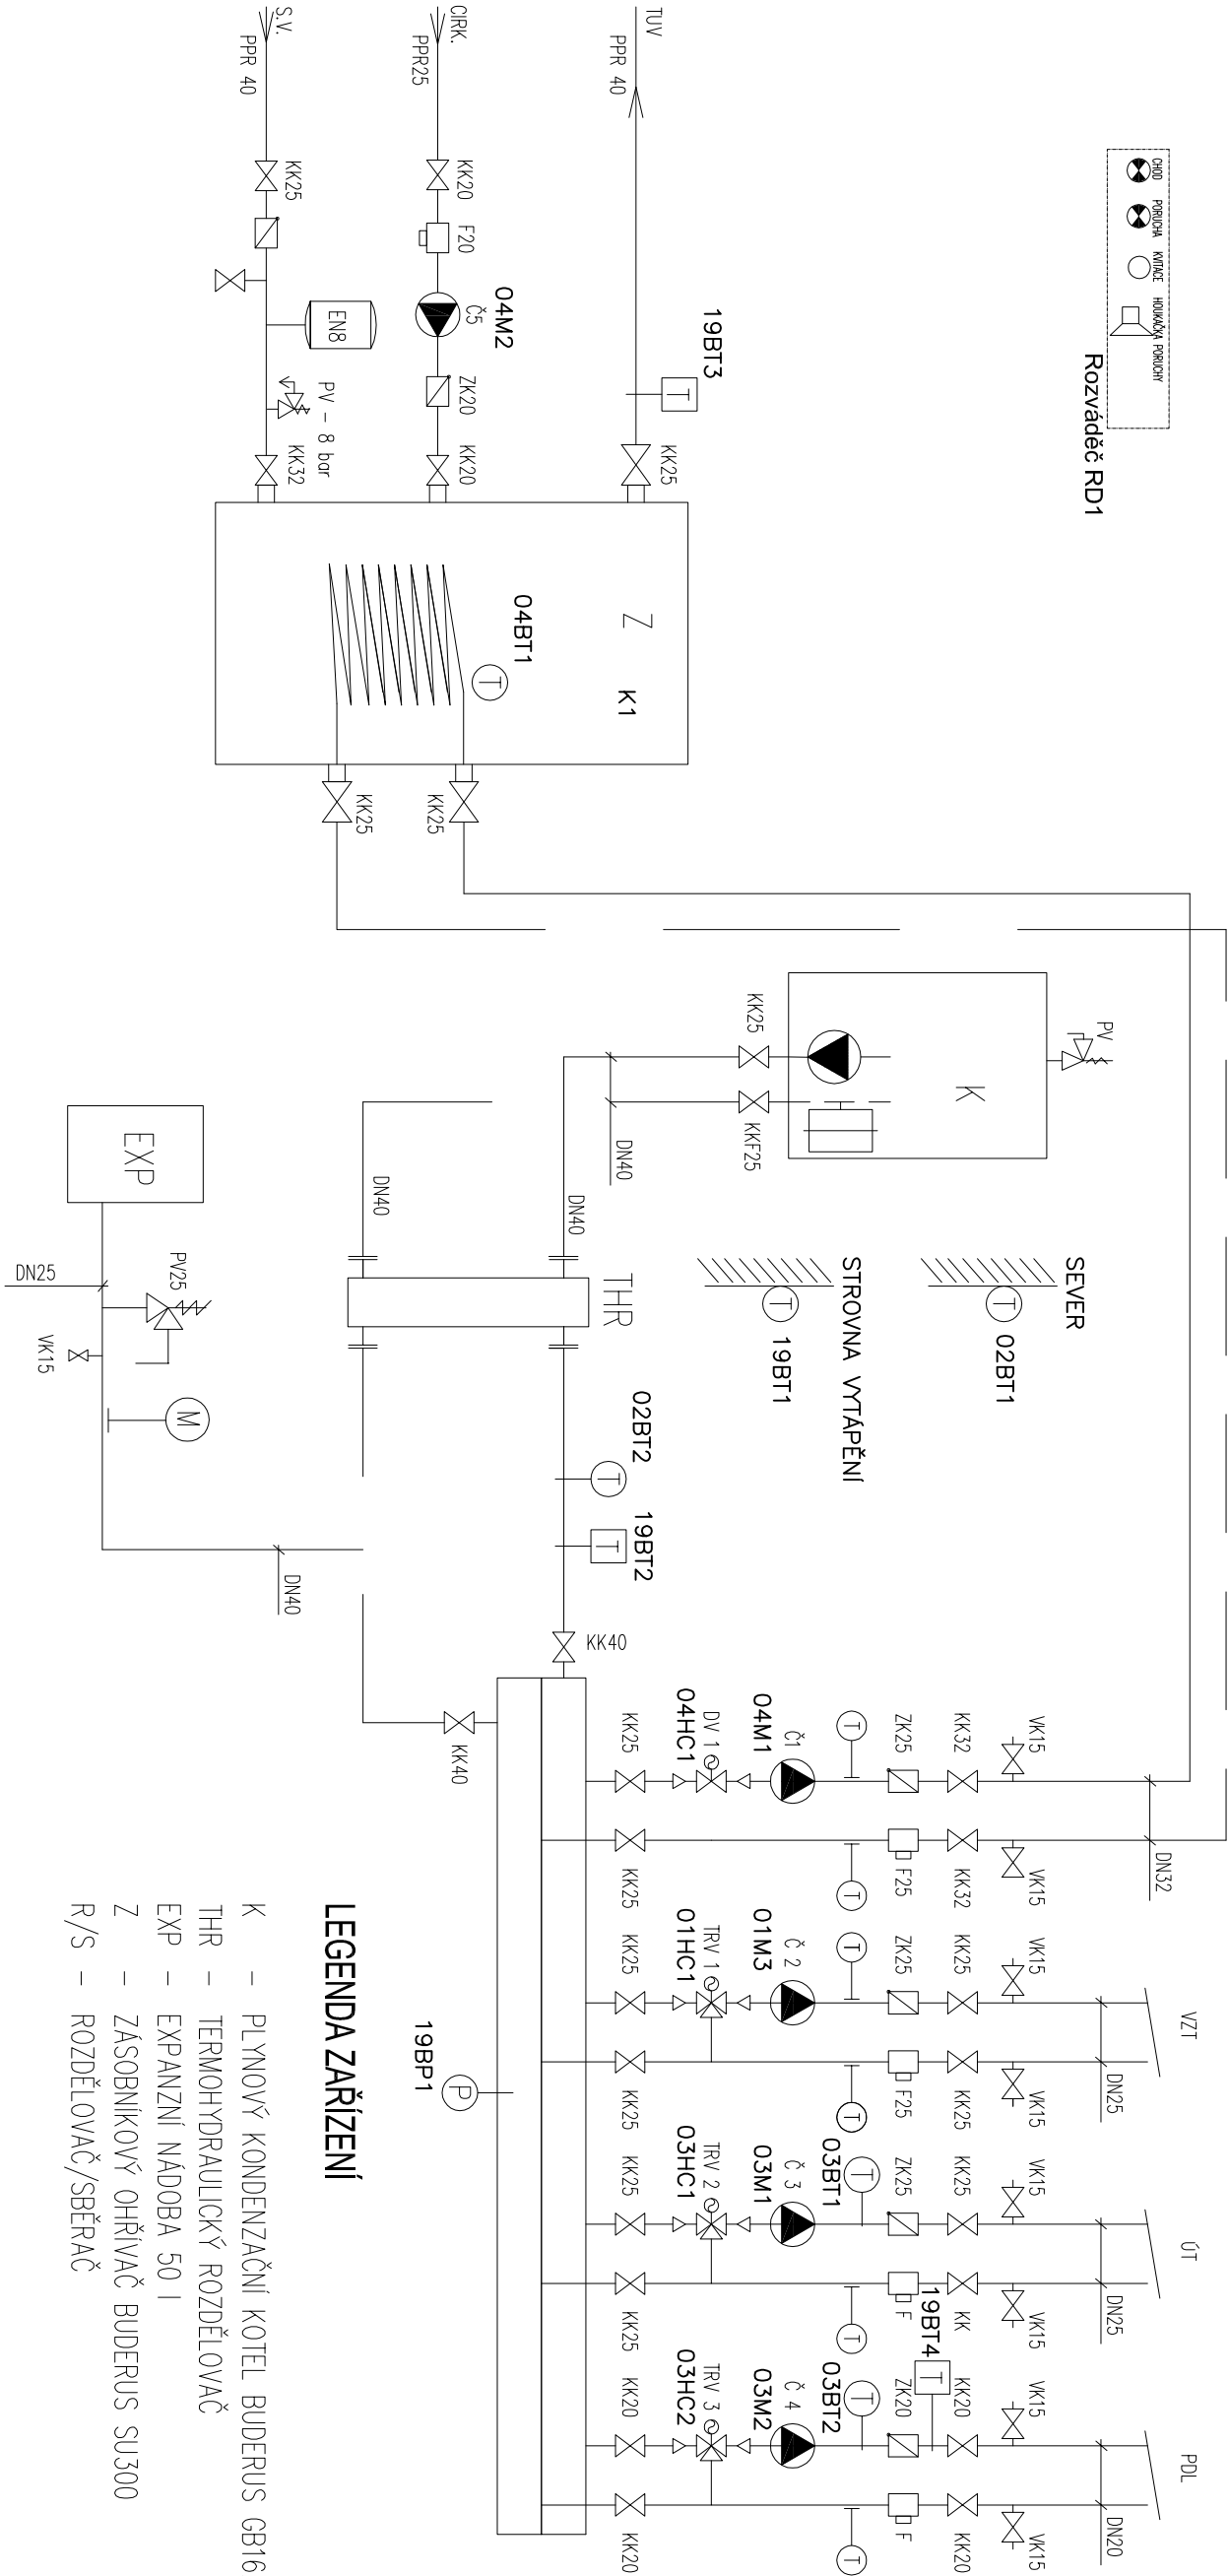 CHOD
PORUCHA
KVITACE
HOUKAČKA PORUCHY
Rozváděč RD1
TUV
PPR 40
19BT3
T
KK25
CIRK.
PPR25
KK20
F20
04M2
Č5
ZK20
KK20
S.V.
PPR 40
KK25
EN8
PV - 8 bar
KK32
Z
K1
04BT1
T
KK25
KK25
PV
K
KK25
KKF25
DN40
SEVER
T
02BT1
STROVNA VYTÁPĚNÍ
T
19BT1
DN40
DN40
THR
EXP
DN25
PV25
VK15
M
DN40
02BT2
T
19BT2
T
KK40
KK40
VK15
KK32
ZK25
T
Č1
04M1
DV 1
04HC1
KK25
DN32
VK15
KK32
F25
T
KK25
VZT
VK15
KK25
ZK25
T
Č 2
01M3
TRV 1
01HC1
KK25
DN25
VK15
KK25
F25
T
KK25
ÚT
VK15
KK25
ZK25
03BT1
T
Č 3
03M1
TRV 2
03HC1
KK25
DN25
VK15
KK
F
T
KK25
PDL
VK15
KK20
19BT4
T
ZK20
03BT2
T
Č 4
03M2
TRV 3
03HC2
KK20
DN20
VK15
KK20
F
T
KK20
19BP1
P
LEGENDA ZAŘÍZENÍ
K - PLYNOVÝ KONDENZAČNÍ KOTEL BUDERUS GB16
THR - TERMOHYDRAULICKÝ ROZDĚLOVAČ
EXP - EXPANZNÍ NÁDOBA 50 l
Z - ZÁSOBNÍKOVÝ OHŘÍVAČ BUDERUS SU300
R/S - ROZDĚLOVAČ/SBĚRAČ